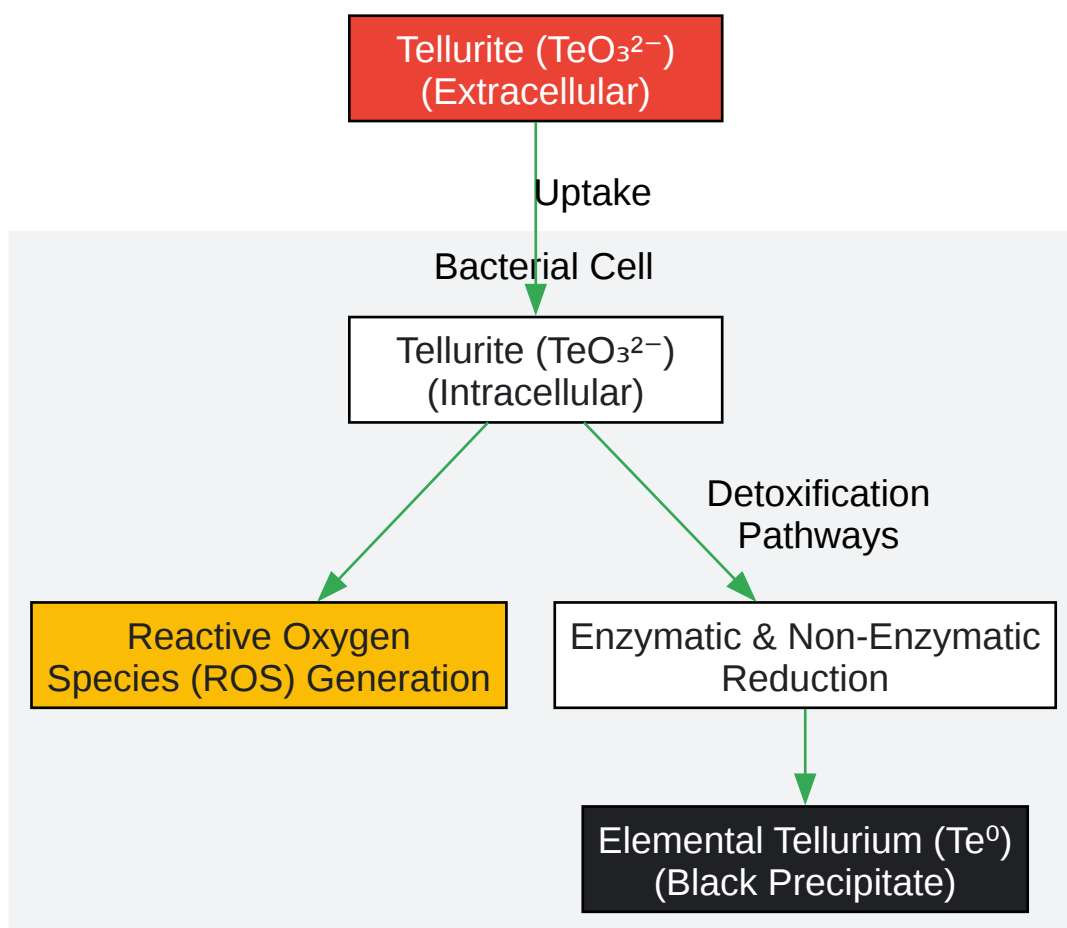 Tellurite (TeO₃²⁻)
(Extracellular)
Uptake
Bacterial Cell
Tellurite (TeO₃²⁻)
(Intracellular)
Detoxification
Pathways
Reactive Oxygen
Species (ROS) Generation
Enzymatic & Non-Enzymatic
Reduction
Elemental Tellurium (Te⁰)
(Black Precipitate)